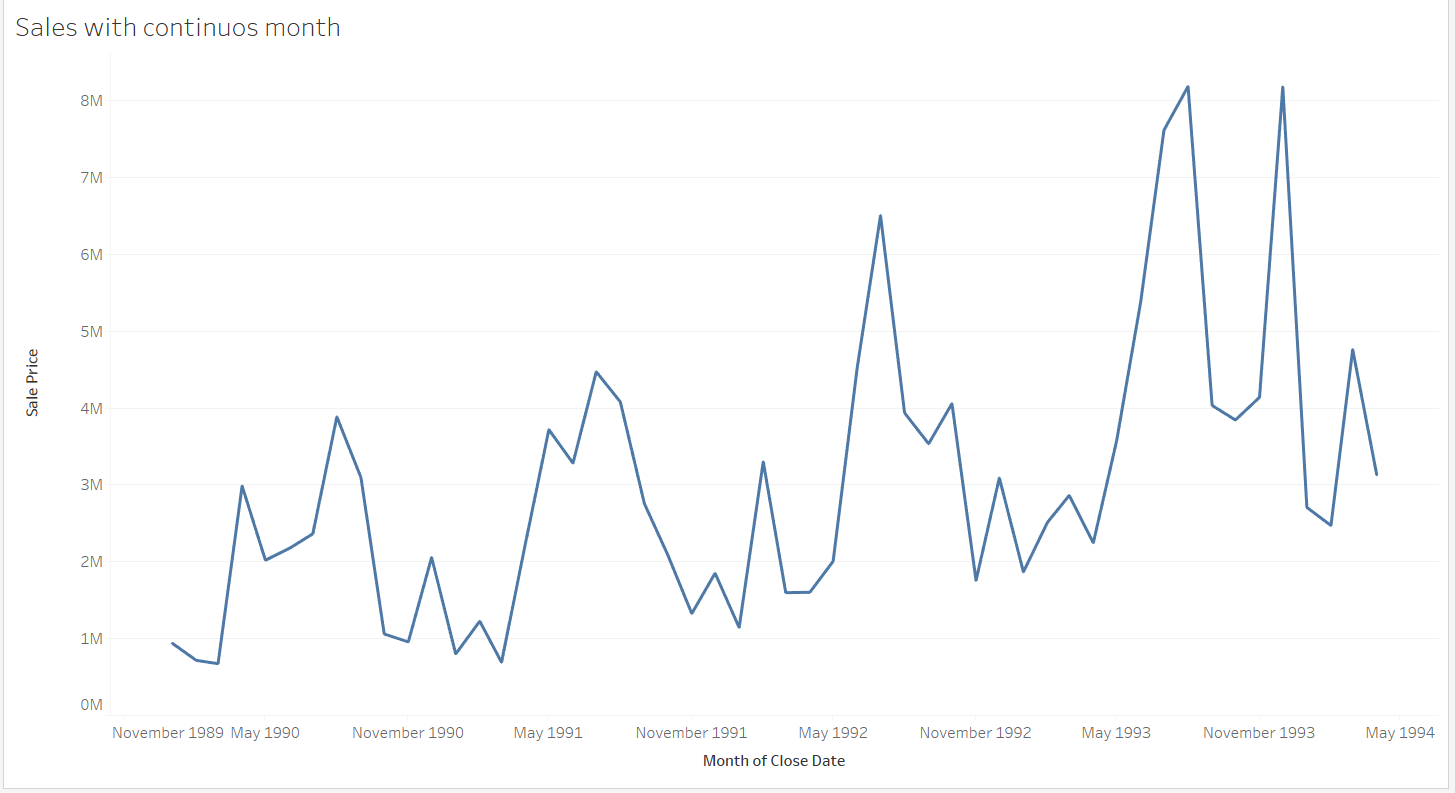 Sales with continuos month
8M
7M
6M
5M
4M
3M
2M
1M
0M
Sale Price
November 1989 May 1990 November 1990 May 1991 November 1991 May 1992 November 1992 May 1993 November 1993 May 1994
Month of Close Date